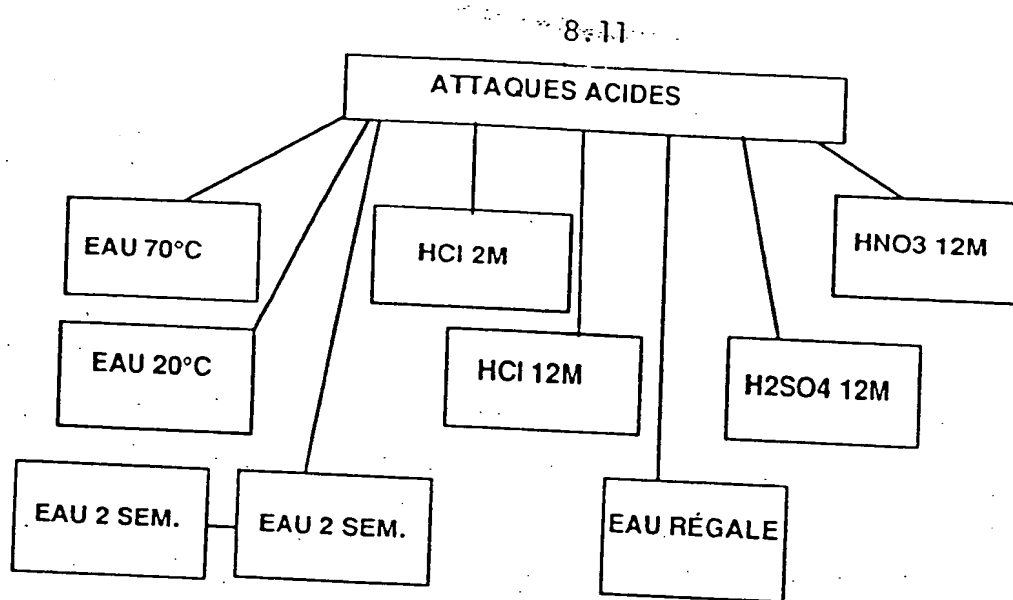 8.11
ATTAQUES ACIDES
EAU 70°C
HCl 2M
HNO3 12M
EAU 20°C
HCl 12M
H2SO4 12M
EAU 2 SEM.
EAU 2 SEM.
EAU RÉGALE